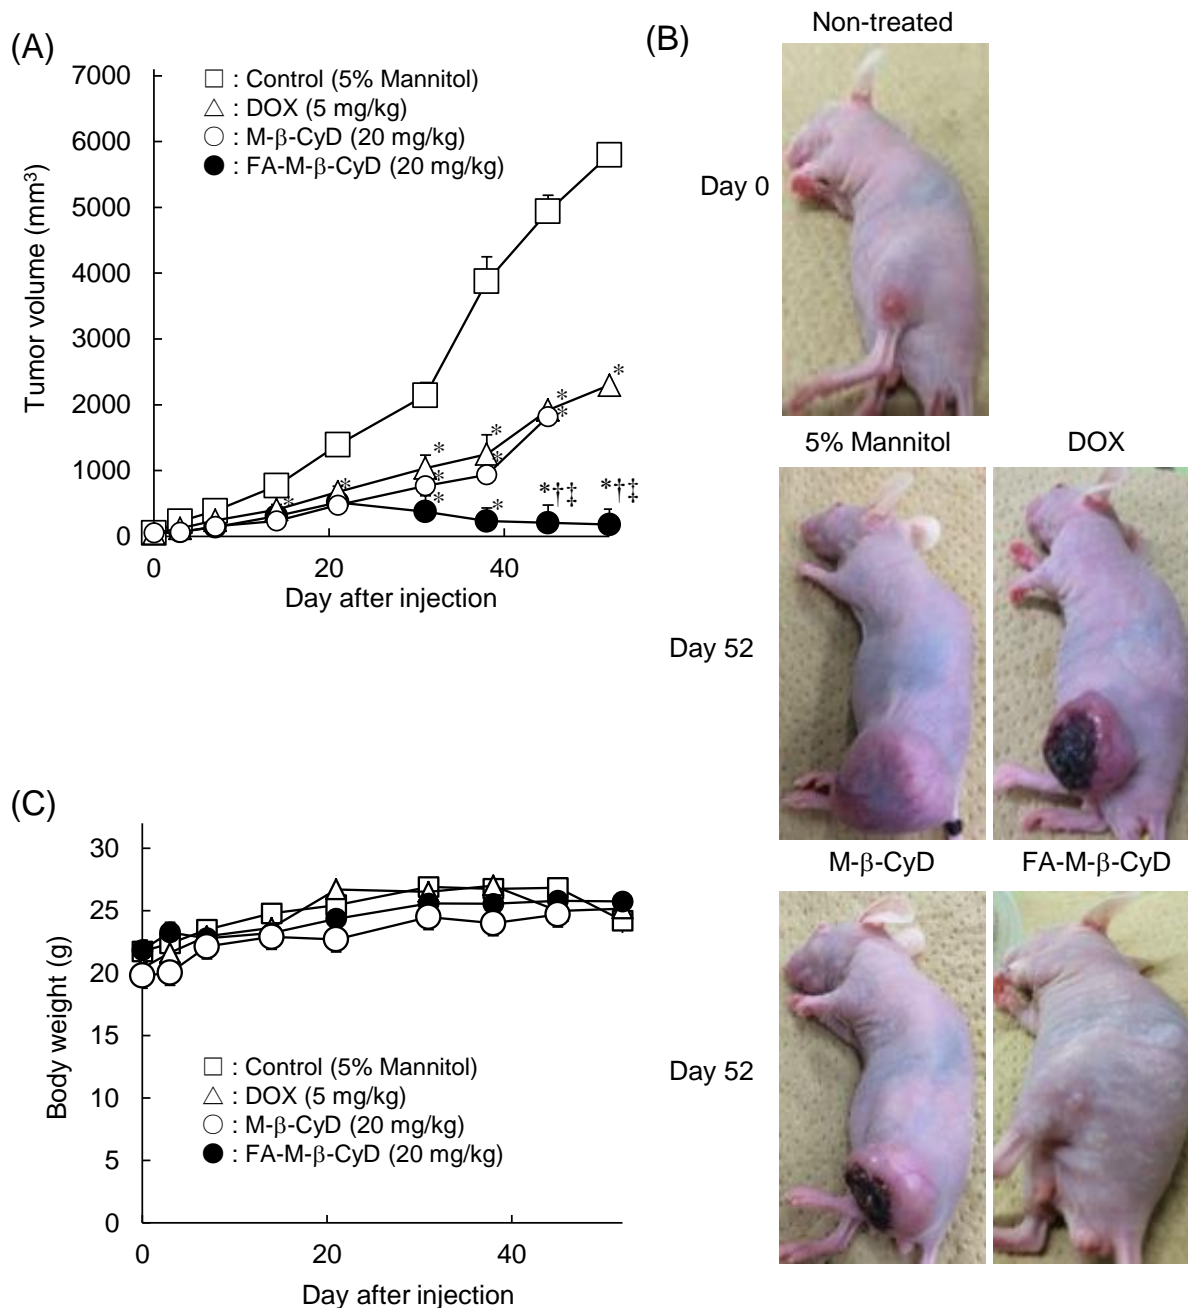 (A)
7000
6000
5000
4000
3000
2000
1000
0
Tumor volume (mm³)
□ : Control (5% Mannitol)
△ : DOX (5 mg/kg)
○ : M-β-CyD (20 mg/kg)
● : FA-M-β-CyD (20 mg/kg)
*
*
*
*
*
*
*
*
*
*
*
*†‡
*†‡
0 20 40
Day after injection
(B)
Non-treated
Day 0
5% Mannitol DOX
Day 52
M-β-CyD FA-M-β-CyD
Day 52
(C)
30
25
20
15
10
5
0
Body weight (g)
□ : Control (5% Mannitol)
△ : DOX (5 mg/kg)
○ : M-β-CyD (20 mg/kg)
● : FA-M-β-CyD (20 mg/kg)
0 20 40
Day after injection